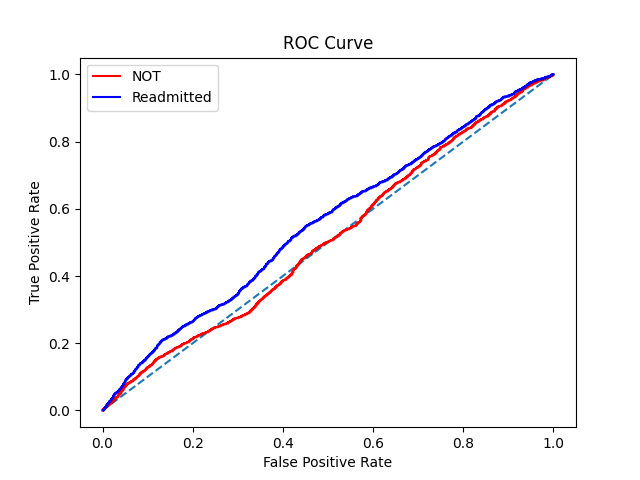 ROC Curve
NOT
Readmitted
1.0
0.8
0.6
0.4
0.2
0.0
True Positive Rate
0.0 0.2 0.4 0.6 0.8 1.0
False Positive Rate